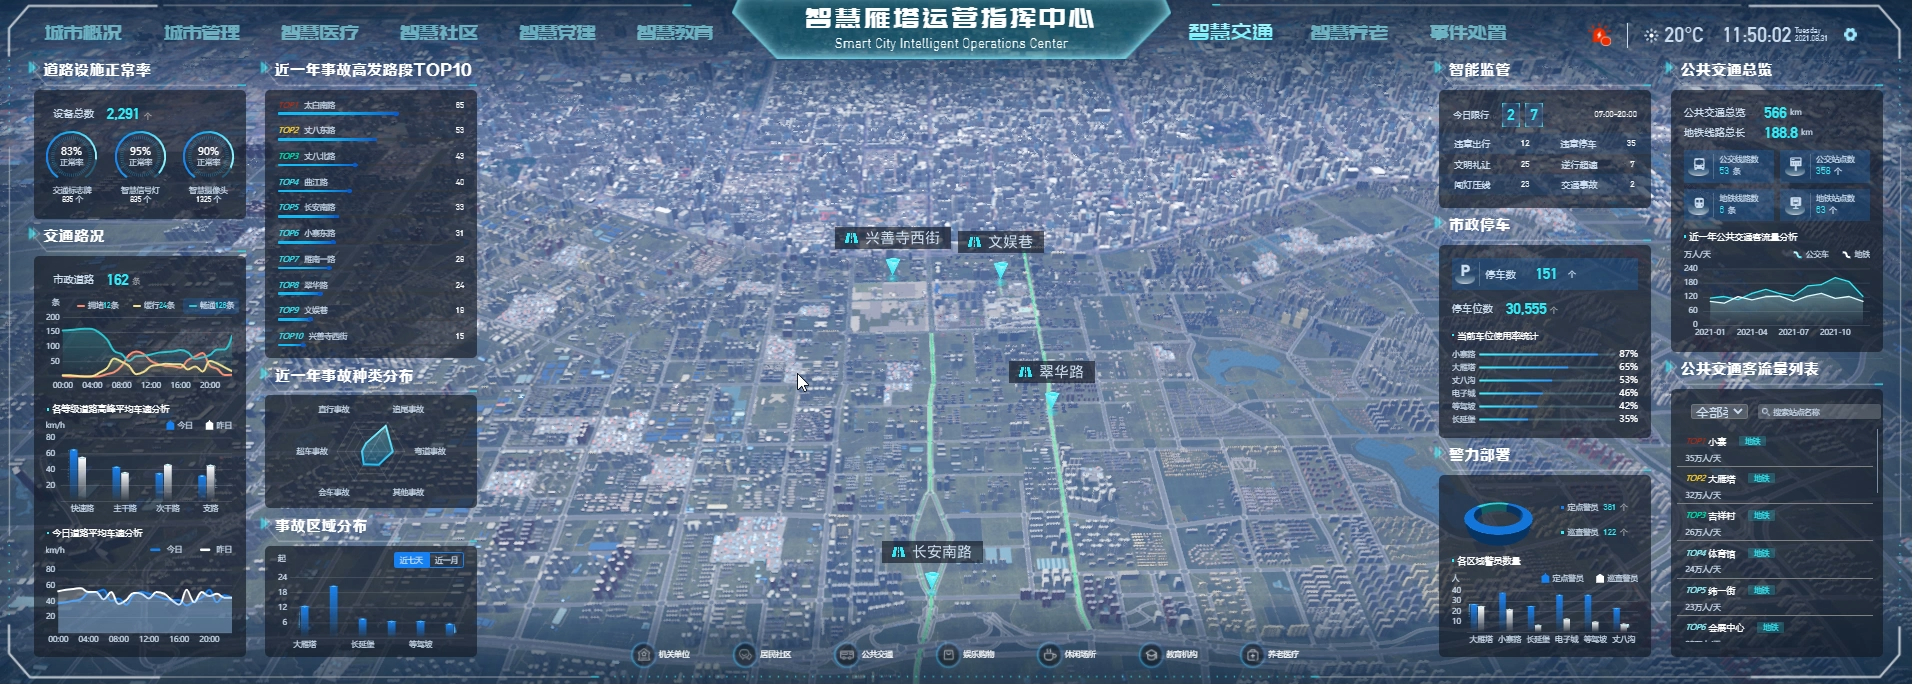 智慧雁塔运营指挥中心
Smart City Intelligent Operations Center
城市概况 城市管理 智慧医疗 智慧社区 智慧党建 智慧教育 智慧交通 智慧养老 事件处置
20°C 11:50:02 Tuesday
2021.08.31
道路设施正常率
设备总数 2,291 个
83% 95% 90%
正常率 正常率 正常率
交通标志牌 智慧信号灯 智慧摄像头
835 个 835 个 1325 个
交通路况
市政道路 162 条
条 拥堵12条 缓行24条 畅通126条
200
150
100
50
00:00 04:00 08:00 12:00 16:00 20:00
各等级道路高峰平均车速分析
km/h 今日 昨日
80
60
40
20
快速路 主干路 次干路 支路
今日道路平均车速分析
km/h 今日 昨日
80
60
40
20
00:00 04:00 08:00 12:00 16:00 20:00
近一年事故高发路段TOP10
TOP1 太白南路 85
TOP2 丈八东路 53
TOP3 丈八北路 43
TOP4 曲江路 40
TOP5 长安南路 33
TOP6 小寨东路 31
TOP7 雁南一路 28
TOP8 翠华路 24
TOP9 文娱巷 18
TOP10 兴善寺西街 15
近一年事故种类分布
直行事故 追尾事故
超车事故 弯道事故
会车事故 其他事故
事故区域分布
起 近七天 近一月
24
18
12
6
大雁塔 长延堡 等驾坡
兴善寺西街 文娱巷
翠华路
长安南路
机关单位 居民社区 公共交通 娱乐购物 休闲场所 教育机构 养老医疗
智能监管
今日限行 2 7 07:00-20:00
违章出行 12 违章停车 35
文明礼让 25 逆行超速 7
闯灯压线 23 交通事故 2
市政停车
P 停车数 151 个
停车位数 30,555 个
当前车位使用率统计
小寨路 87%
大雁塔 65%
丈八沟 53%
电子城 46%
等驾坡 42%
长延堡 35%
警力部署
定点警员 381 个
巡查警员 122 个
各区域警员数量
人 定点警员 巡查警员
40
30
20
10
大雁塔 小寨路 长延堡 电子城 等驾坡 丈八沟
公共交通总览
公共交通总览 566 km
地铁线路总长 188.8 km
公交线路数 公交站点数
53 条 358 个
地铁线路数 地铁站点数
8 条 63 个
近一年公共交通客流量分析
万人/天 公交车 地铁
240
180
120
60
0
2021-01 2021-04 2021-07 2021-10
公共交通客流量列表
搜索站点名称
TOP1 小寨 地铁
35万人/天
TOP2 大雁塔 地铁
32万人/天
TOP3 吉祥村 地铁
26万人/天
TOP4 体育馆 地铁
24万人/天
TOP5 纬一街 地铁
23万人/天
TOP6 会展中心 地铁